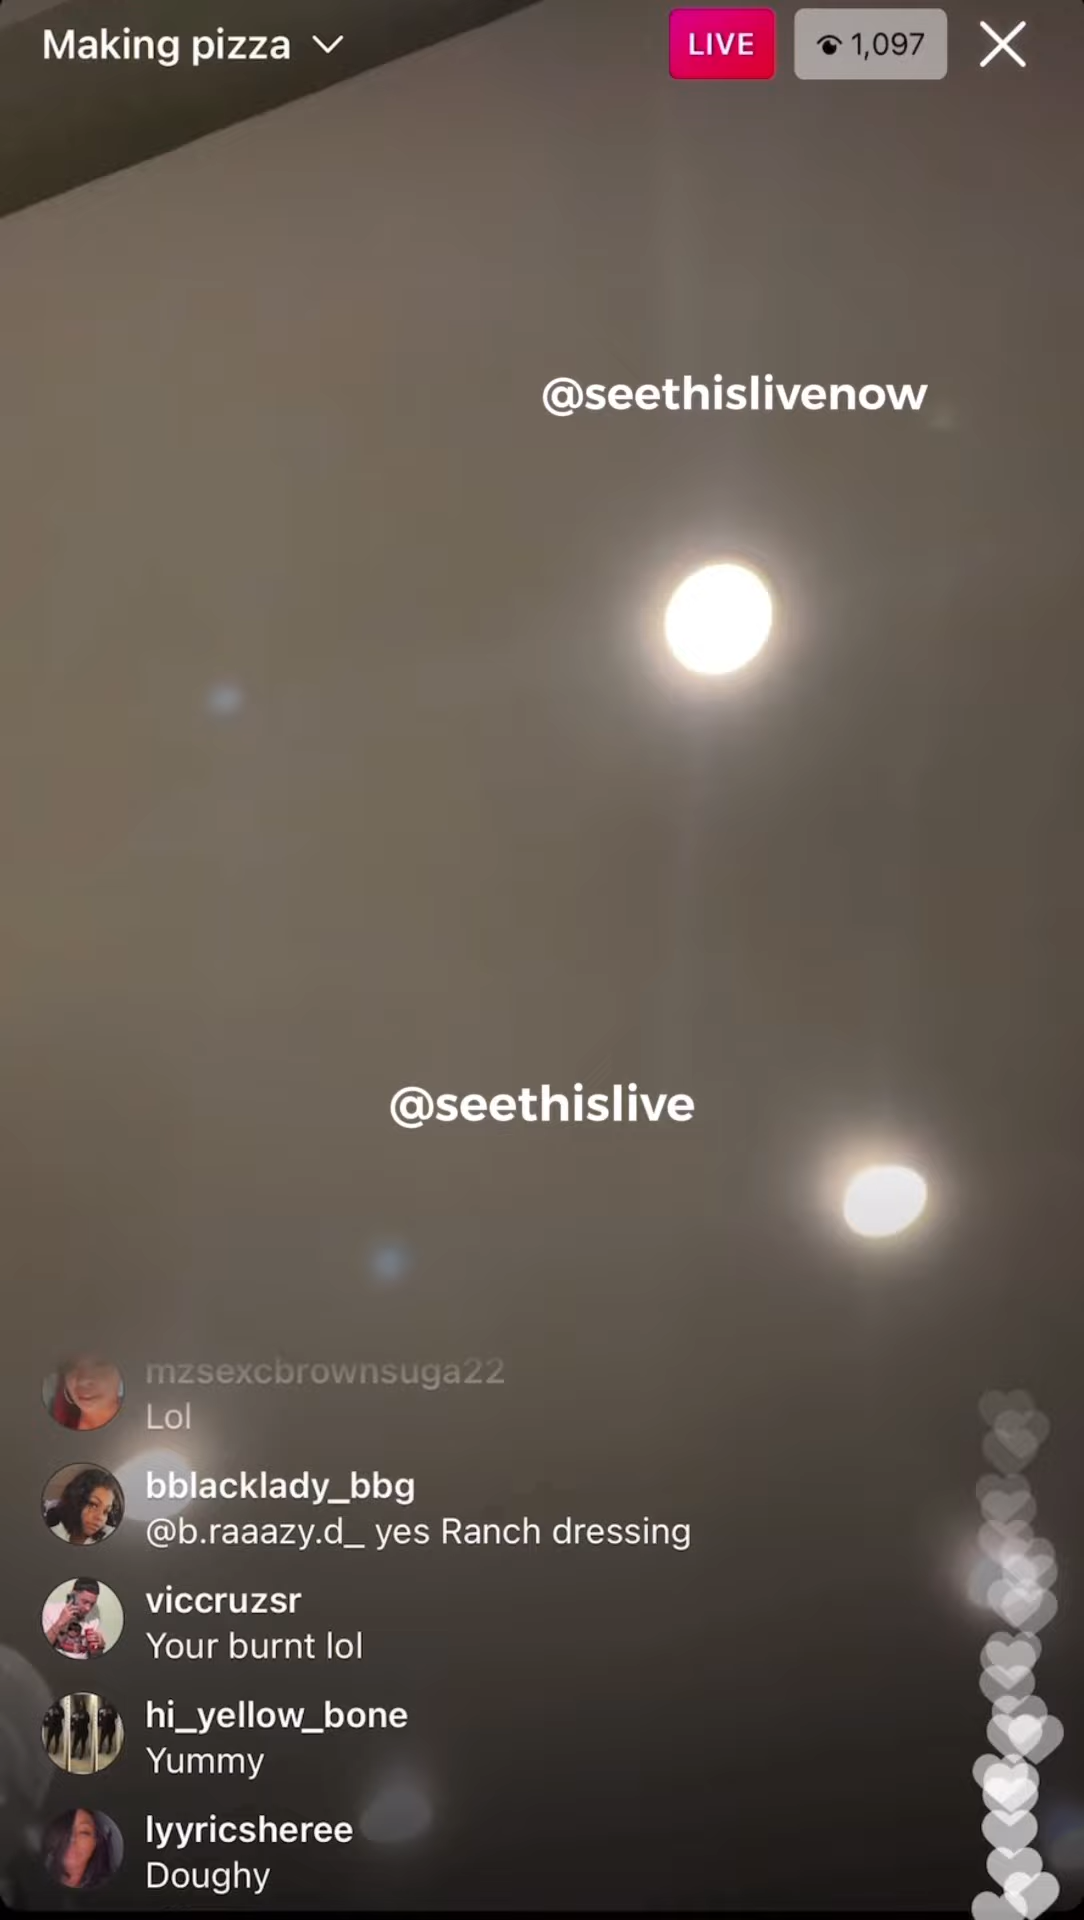 Making pizza
LIVE
1,097
@seethislivenow
@seethislive
mzsexcbrownsuga22
Lol
bblacklady_bbg
@b.raaazy.d_ yes Ranch dressing
viccruzsr
Your burnt lol
hi_yellow_bone
Yummy
lyyricsheree
Doughy